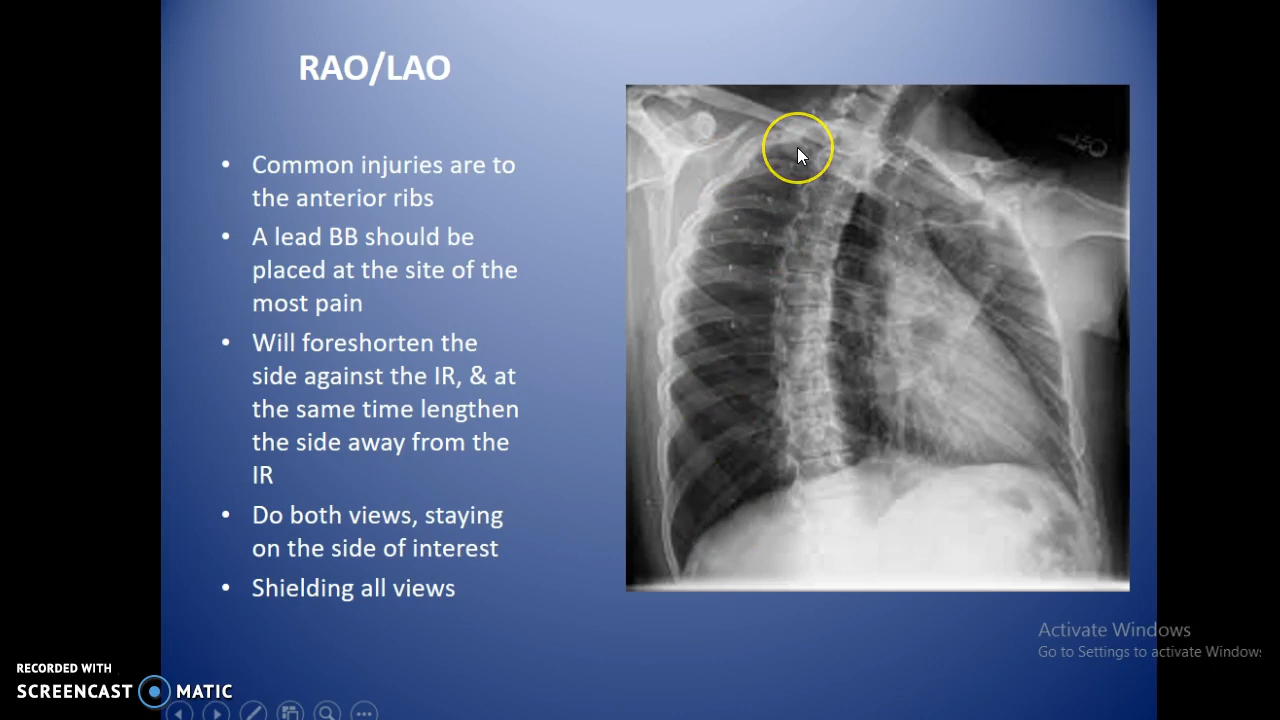 RAO/LAO
• Common injuries are to
the anterior ribs
• A lead BB should be
placed at the site of the
most pain
• Will foreshorten the
side against the IR, & at
the same time lengthen
the side away from the
IR
• Do both views, staying
on the side of interest
• Shielding all views
Activate Windows
Go to Settings to activate Windows
RECORDED WITH
SCREENCAST MATIC